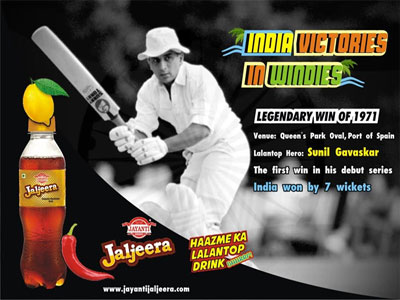 INDIA VICTORIES
IN WINDIES
LEGENDARY WIN OF 1971
Venue: Queen's Park Oval, Port of Spain
Lalantop Hero: Sunil Gavaskar
The first win in his debut series
India won by 7 wickets
Jaljeera
JAYANTI
Jaljeera
HAAZME KA
LALANTOP
DRINK
www.jayantijaljeera.com